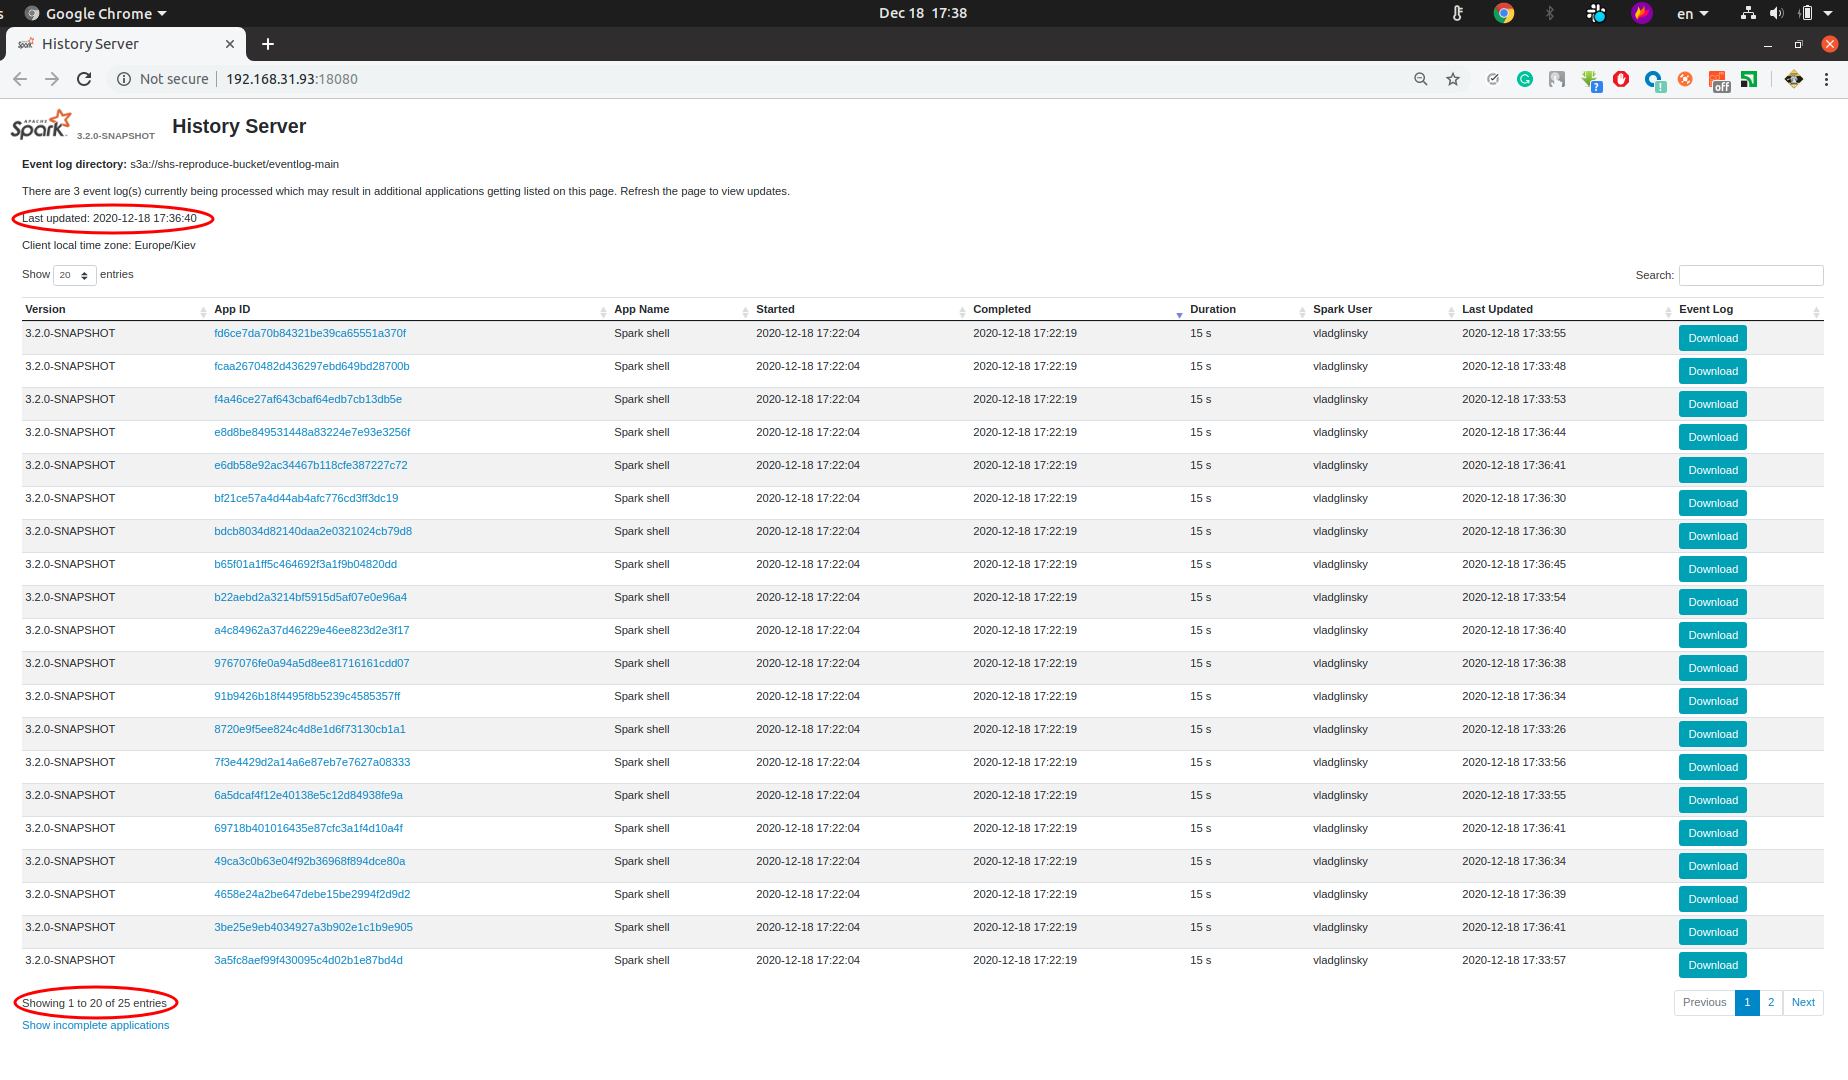 Google Chrome
Dec 18 17:38
en
History Server
Not secure 192.168.31.93:18080
off
APACHE Spark 3.2.0-SNAPSHOT History Server
Event log directory: s3a://shs-reproduce-bucket/eventlog-main
There are 3 event log(s) currently being processed which may result in additional applications getting listed on this page. Refresh the page to view updates.
Last updated: 2020-12-18 17:36:40
Client local time zone: Europe/Kiev
Show 20 entries Search:
Version App ID App Name Started Completed Duration Spark User Last Updated Event Log
3.2.0-SNAPSHOT fd6ce7da70b84321be39ca65551a370f Spark shell 2020-12-18 17:22:04 2020-12-18 17:22:19 15 s vladglinsky 2020-12-18 17:33:55 Download
3.2.0-SNAPSHOT fcaa2670482d436297ebd649bd28700b Spark shell 2020-12-18 17:22:04 2020-12-18 17:22:19 15 s vladglinsky 2020-12-18 17:33:48 Download
3.2.0-SNAPSHOT f4a46ce27af643cbaf64edb7cb13db5e Spark shell 2020-12-18 17:22:04 2020-12-18 17:22:19 15 s vladglinsky 2020-12-18 17:33:53 Download
3.2.0-SNAPSHOT e8d8be849531448a83224e7e93e3256f Spark shell 2020-12-18 17:22:04 2020-12-18 17:22:19 15 s vladglinsky 2020-12-18 17:36:44 Download
3.2.0-SNAPSHOT e6db58e92ac34467b118cfe387227c72 Spark shell 2020-12-18 17:22:04 2020-12-18 17:22:19 15 s vladglinsky 2020-12-18 17:36:41 Download
3.2.0-SNAPSHOT bf21ce57a4d44ab4afc776cd3ff3dc19 Spark shell 2020-12-18 17:22:04 2020-12-18 17:22:19 15 s vladglinsky 2020-12-18 17:36:30 Download
3.2.0-SNAPSHOT bdcb8034d82140daa2e0321024cb79d8 Spark shell 2020-12-18 17:22:04 2020-12-18 17:22:19 15 s vladglinsky 2020-12-18 17:36:30 Download
3.2.0-SNAPSHOT b65f01a1ff5c464692f3a1f9b04820dd Spark shell 2020-12-18 17:22:04 2020-12-18 17:22:19 15 s vladglinsky 2020-12-18 17:36:45 Download
3.2.0-SNAPSHOT b22aebd2a3214bf5915d5af07e0e96a4 Spark shell 2020-12-18 17:22:04 2020-12-18 17:22:19 15 s vladglinsky 2020-12-18 17:33:54 Download
3.2.0-SNAPSHOT a4c84962a37d46229e46ee823d2e3f17 Spark shell 2020-12-18 17:22:04 2020-12-18 17:22:19 15 s vladglinsky 2020-12-18 17:36:40 Download
3.2.0-SNAPSHOT 9767076fe0a94a5d8ee81716161cdd07 Spark shell 2020-12-18 17:22:04 2020-12-18 17:22:19 15 s vladglinsky 2020-12-18 17:36:38 Download
3.2.0-SNAPSHOT 91b9426b18f4495f8b5239c4585357ff Spark shell 2020-12-18 17:22:04 2020-12-18 17:22:19 15 s vladglinsky 2020-12-18 17:36:34 Download
3.2.0-SNAPSHOT 8720e9f5ee824c4d8e1d6f73130cb1a1 Spark shell 2020-12-18 17:22:04 2020-12-18 17:22:19 15 s vladglinsky 2020-12-18 17:33:26 Download
3.2.0-SNAPSHOT 7f3e4429d2a14a6e87eb7e7627a08333 Spark shell 2020-12-18 17:22:04 2020-12-18 17:22:19 15 s vladglinsky 2020-12-18 17:33:56 Download
3.2.0-SNAPSHOT 6a5dcaf4f12e40138e5c12d84938fe9a Spark shell 2020-12-18 17:22:04 2020-12-18 17:22:19 15 s vladglinsky 2020-12-18 17:33:55 Download
3.2.0-SNAPSHOT 69718b401016435e87cfc3a1f4d10a4f Spark shell 2020-12-18 17:22:04 2020-12-18 17:22:19 15 s vladglinsky 2020-12-18 17:36:41 Download
3.2.0-SNAPSHOT 49ca3c0b63e04f92b36968f894dce80a Spark shell 2020-12-18 17:22:04 2020-12-18 17:22:19 15 s vladglinsky 2020-12-18 17:36:34 Download
3.2.0-SNAPSHOT 4658e24a2be647debe15be2994f2d9d2 Spark shell 2020-12-18 17:22:04 2020-12-18 17:22:19 15 s vladglinsky 2020-12-18 17:36:39 Download
3.2.0-SNAPSHOT 3be25e9eb4034927a3b902e1c1b9e905 Spark shell 2020-12-18 17:22:04 2020-12-18 17:22:19 15 s vladglinsky 2020-12-18 17:36:41 Download
3.2.0-SNAPSHOT 3a5fc8aef99f430095c4d02b1e87bd4d Spark shell 2020-12-18 17:22:04 2020-12-18 17:22:19 15 s vladglinsky 2020-12-18 17:33:57 Download
Showing 1 to 20 of 25 entries Previous 1 2 Next
Show incomplete applications